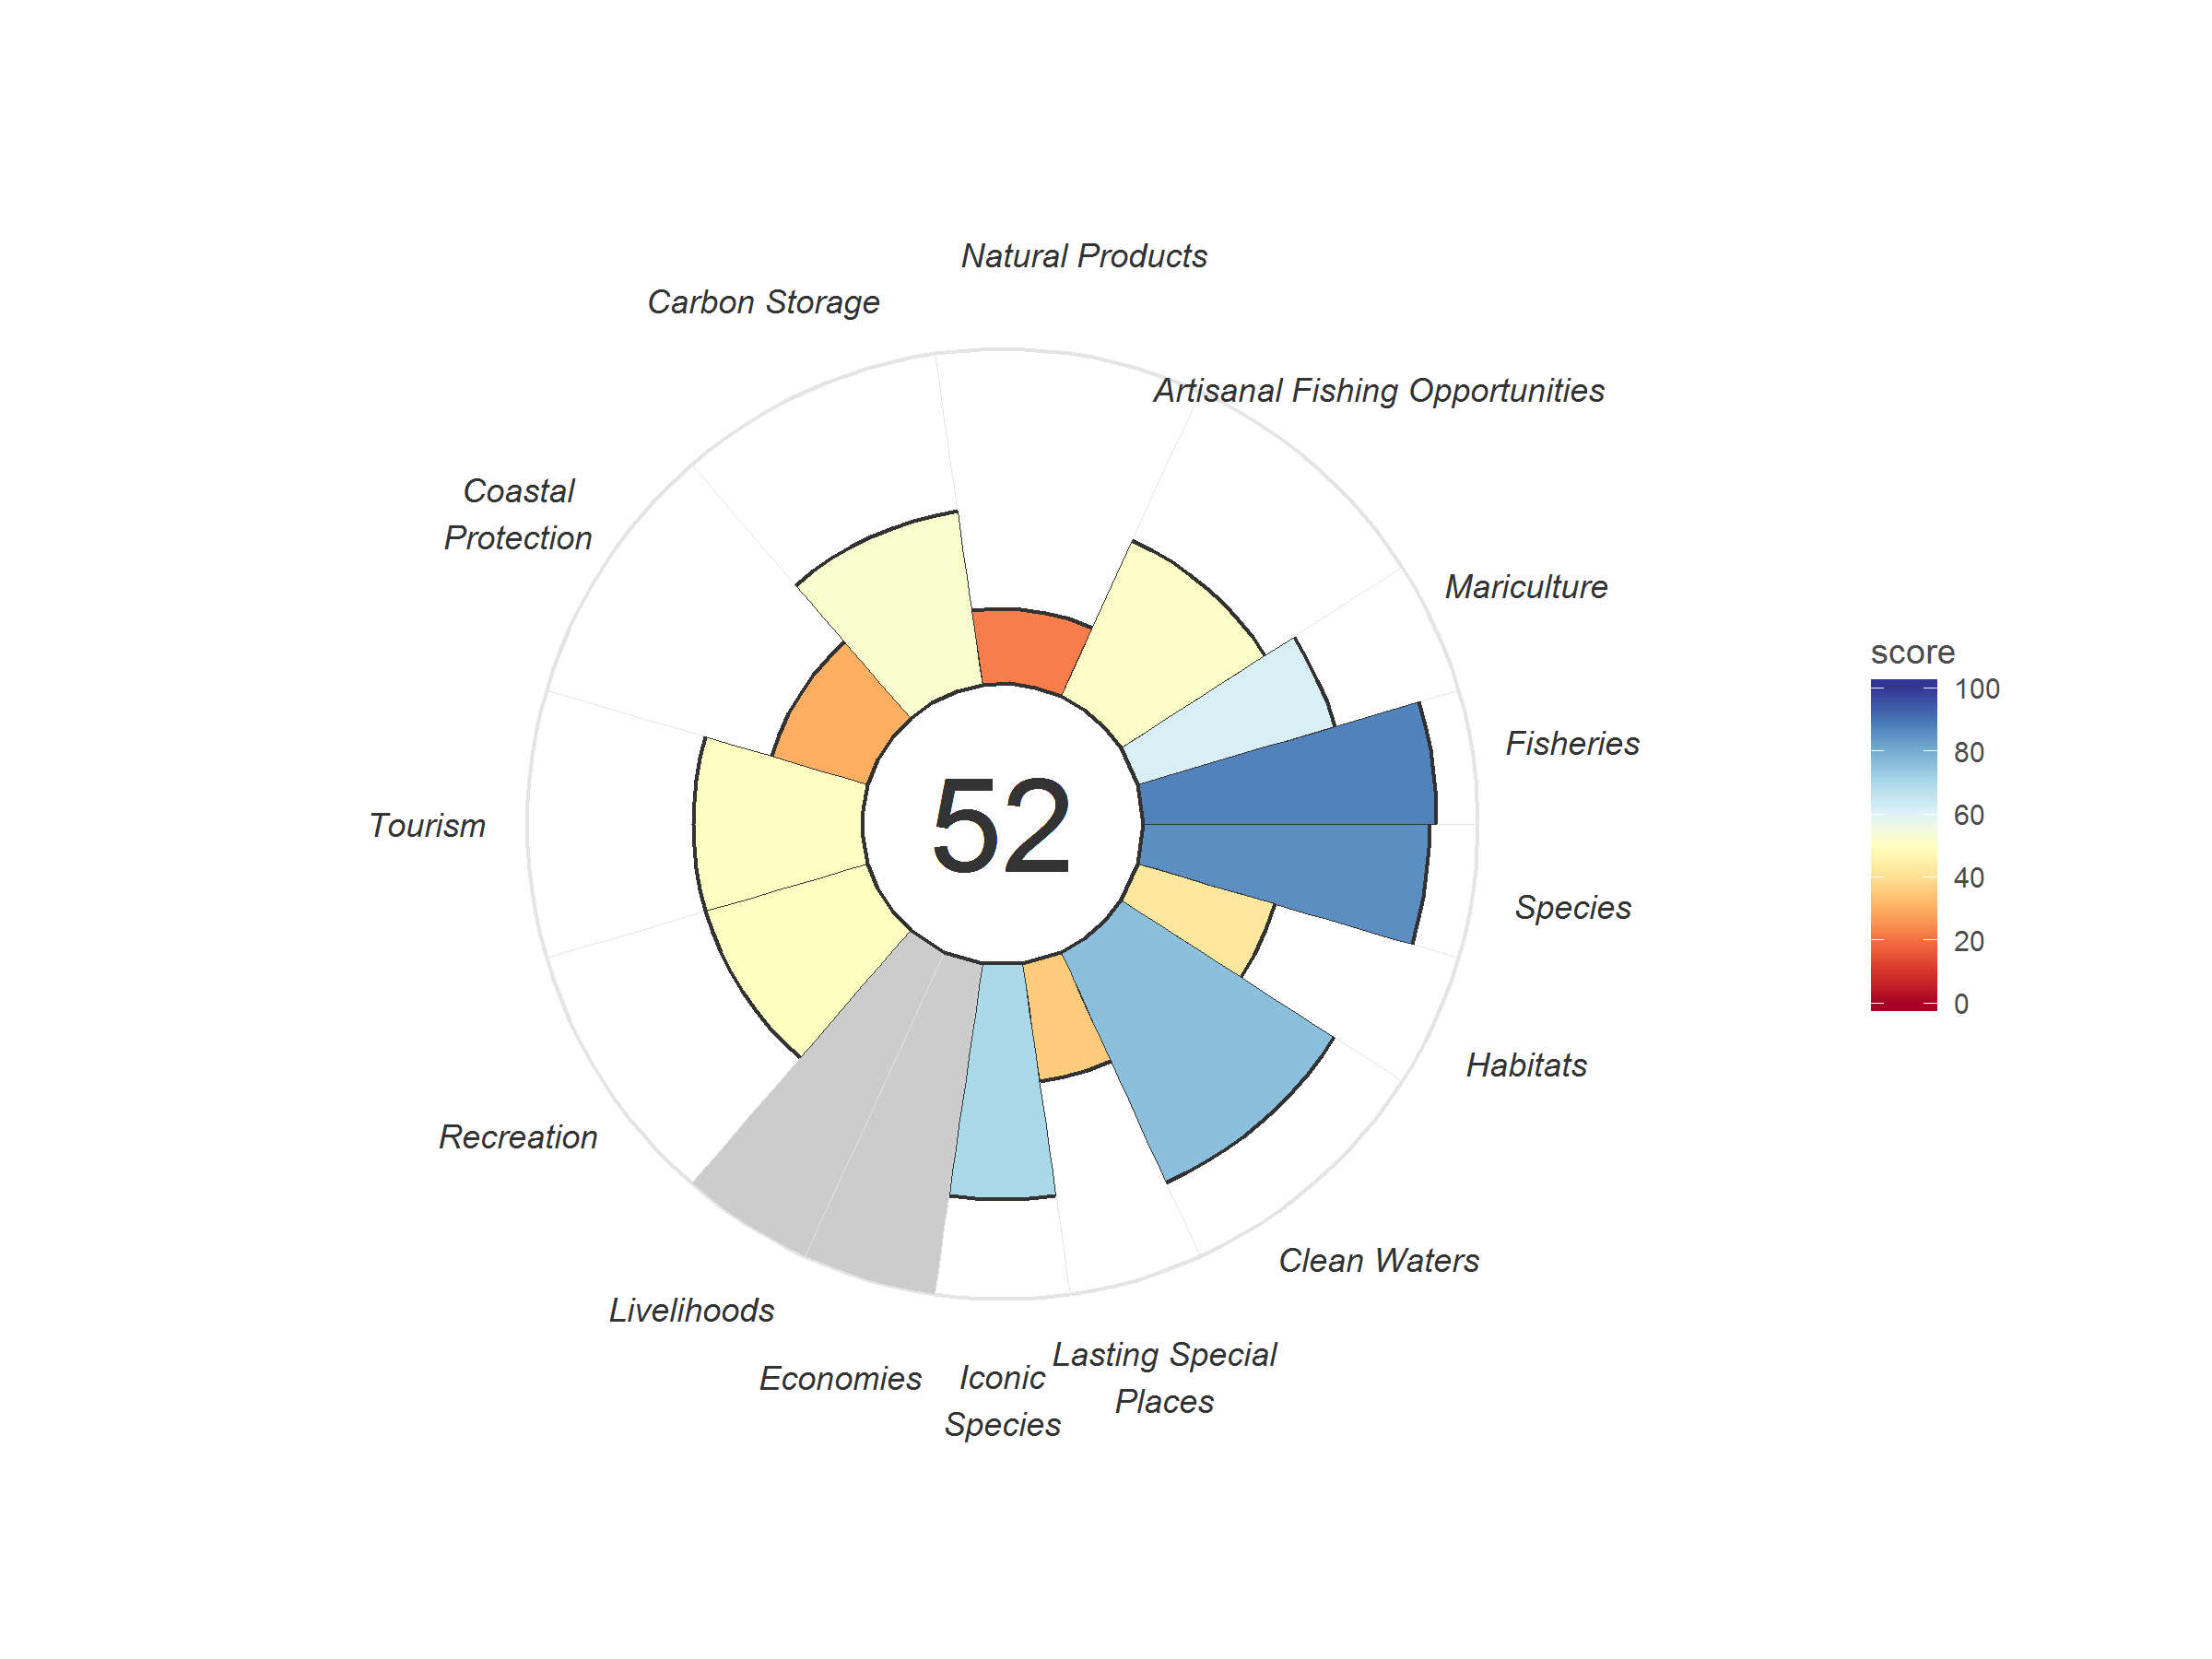 Natural Products
Carbon Storage
Artisanal Fishing Opportunities
Coastal
Protection
Mariculture
Fisheries
Tourism
52
Species
Habitats
Recreation
Clean Waters
Livelihoods
Economies
Iconic
Species
Lasting Special
Places
score
100
80
60
40
20
0